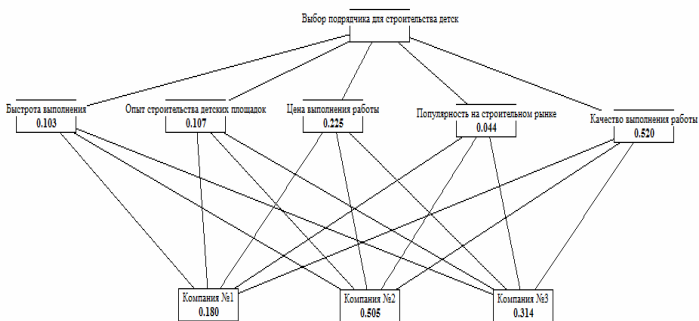 Выбор подрядчика для строительства детск
Быстрота выполнения
0.103
Опыт строительства детских площадок
0.107
Цена выполнения работы
0.225
Популярность на строительном рынке
0.044
Качество выполнения работы
0.520
Компания №1
0.180
Компания №2
0.505
Компания №3
0.314